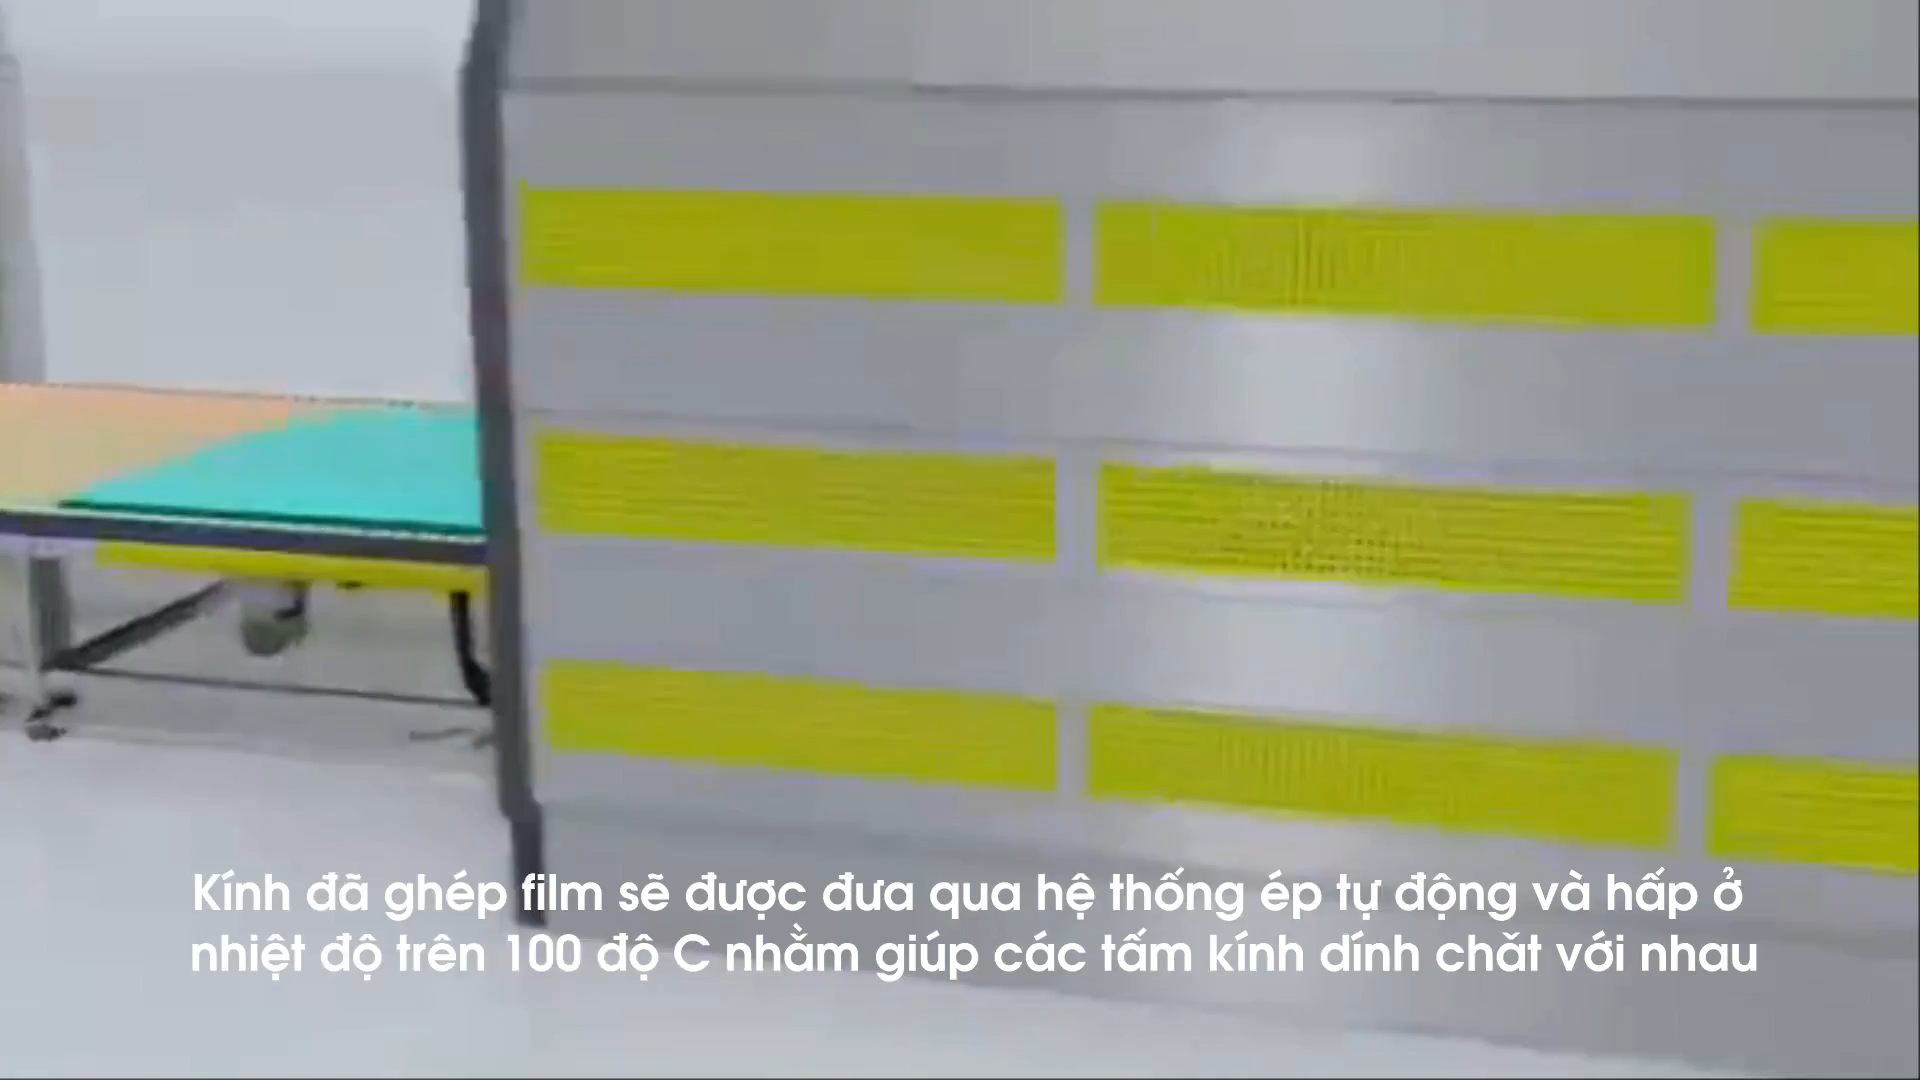 Kính đã ghép film sẽ được đưa qua hệ thống ép tự động và hấp ở
nhiệt độ trên 100 độ C nhằm giúp các tấm kính dính chặt với nhau